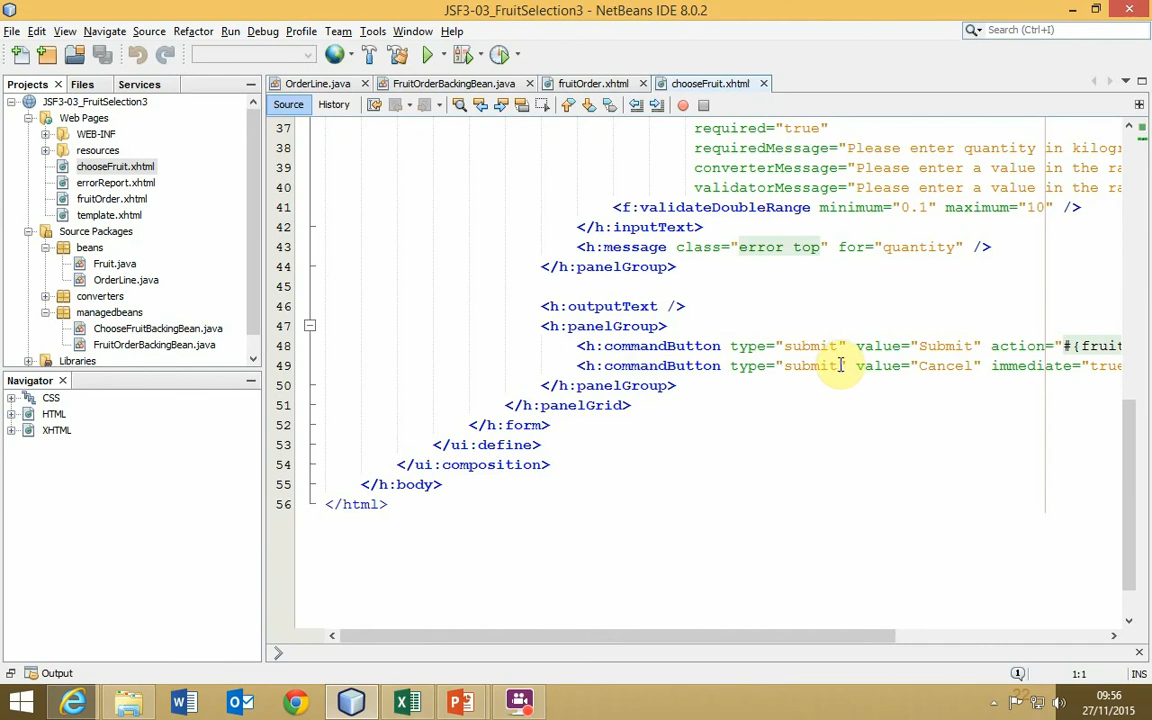 JSF3-03_FruitSelection3 - NetBeans IDE 8.0.2
File Edit View Navigate Source Refactor Run Debug Profile Team Tools Window Help
Search (Ctrl+I)
Projects Files Services
OrderLine.java FruitOrderBackingBean.java fruitOrder.xhtml chooseFruit.xhtml
Source History
JSF3-03_FruitSelection3
Web Pages
WEB-INF
resources
chooseFruit.xhtml
errorReport.xhtml
fruitOrder.xhtml
template.xhtml
Source Packages
beans
Fruit.java
OrderLine.java
converters
managedbeans
ChooseFruitBackingBean.java
FruitOrderBackingBean.java
Libraries
Navigator
CSS
HTML
XHTML
37 required="true"
38 requiredMessage="Please enter quantity in kilogr
39 converterMessage="Please enter a value in the ra
40 validatorMessage="Please enter a value in the ra
41 <f:validateDoubleRange minimum="0.1" maximum="10" />
42 </h:inputText>
43 <h:message class="error top" for="quantity" />
44 </h:panelGroup>
45
46 <h:outputText />
47 <h:panelGroup>
48 <h:commandButton type="submit" value="Submit" action="#{fruit
49 <h:commandButton type="submit" value="Cancel" immediate="true
50 </h:panelGroup>
51 </h:panelGrid>
52 </h:form>
53 </ui:define>
54 </ui:composition>
55 </h:body>
56 </html>
Output
1:1 INS
09:56
27/11/2015